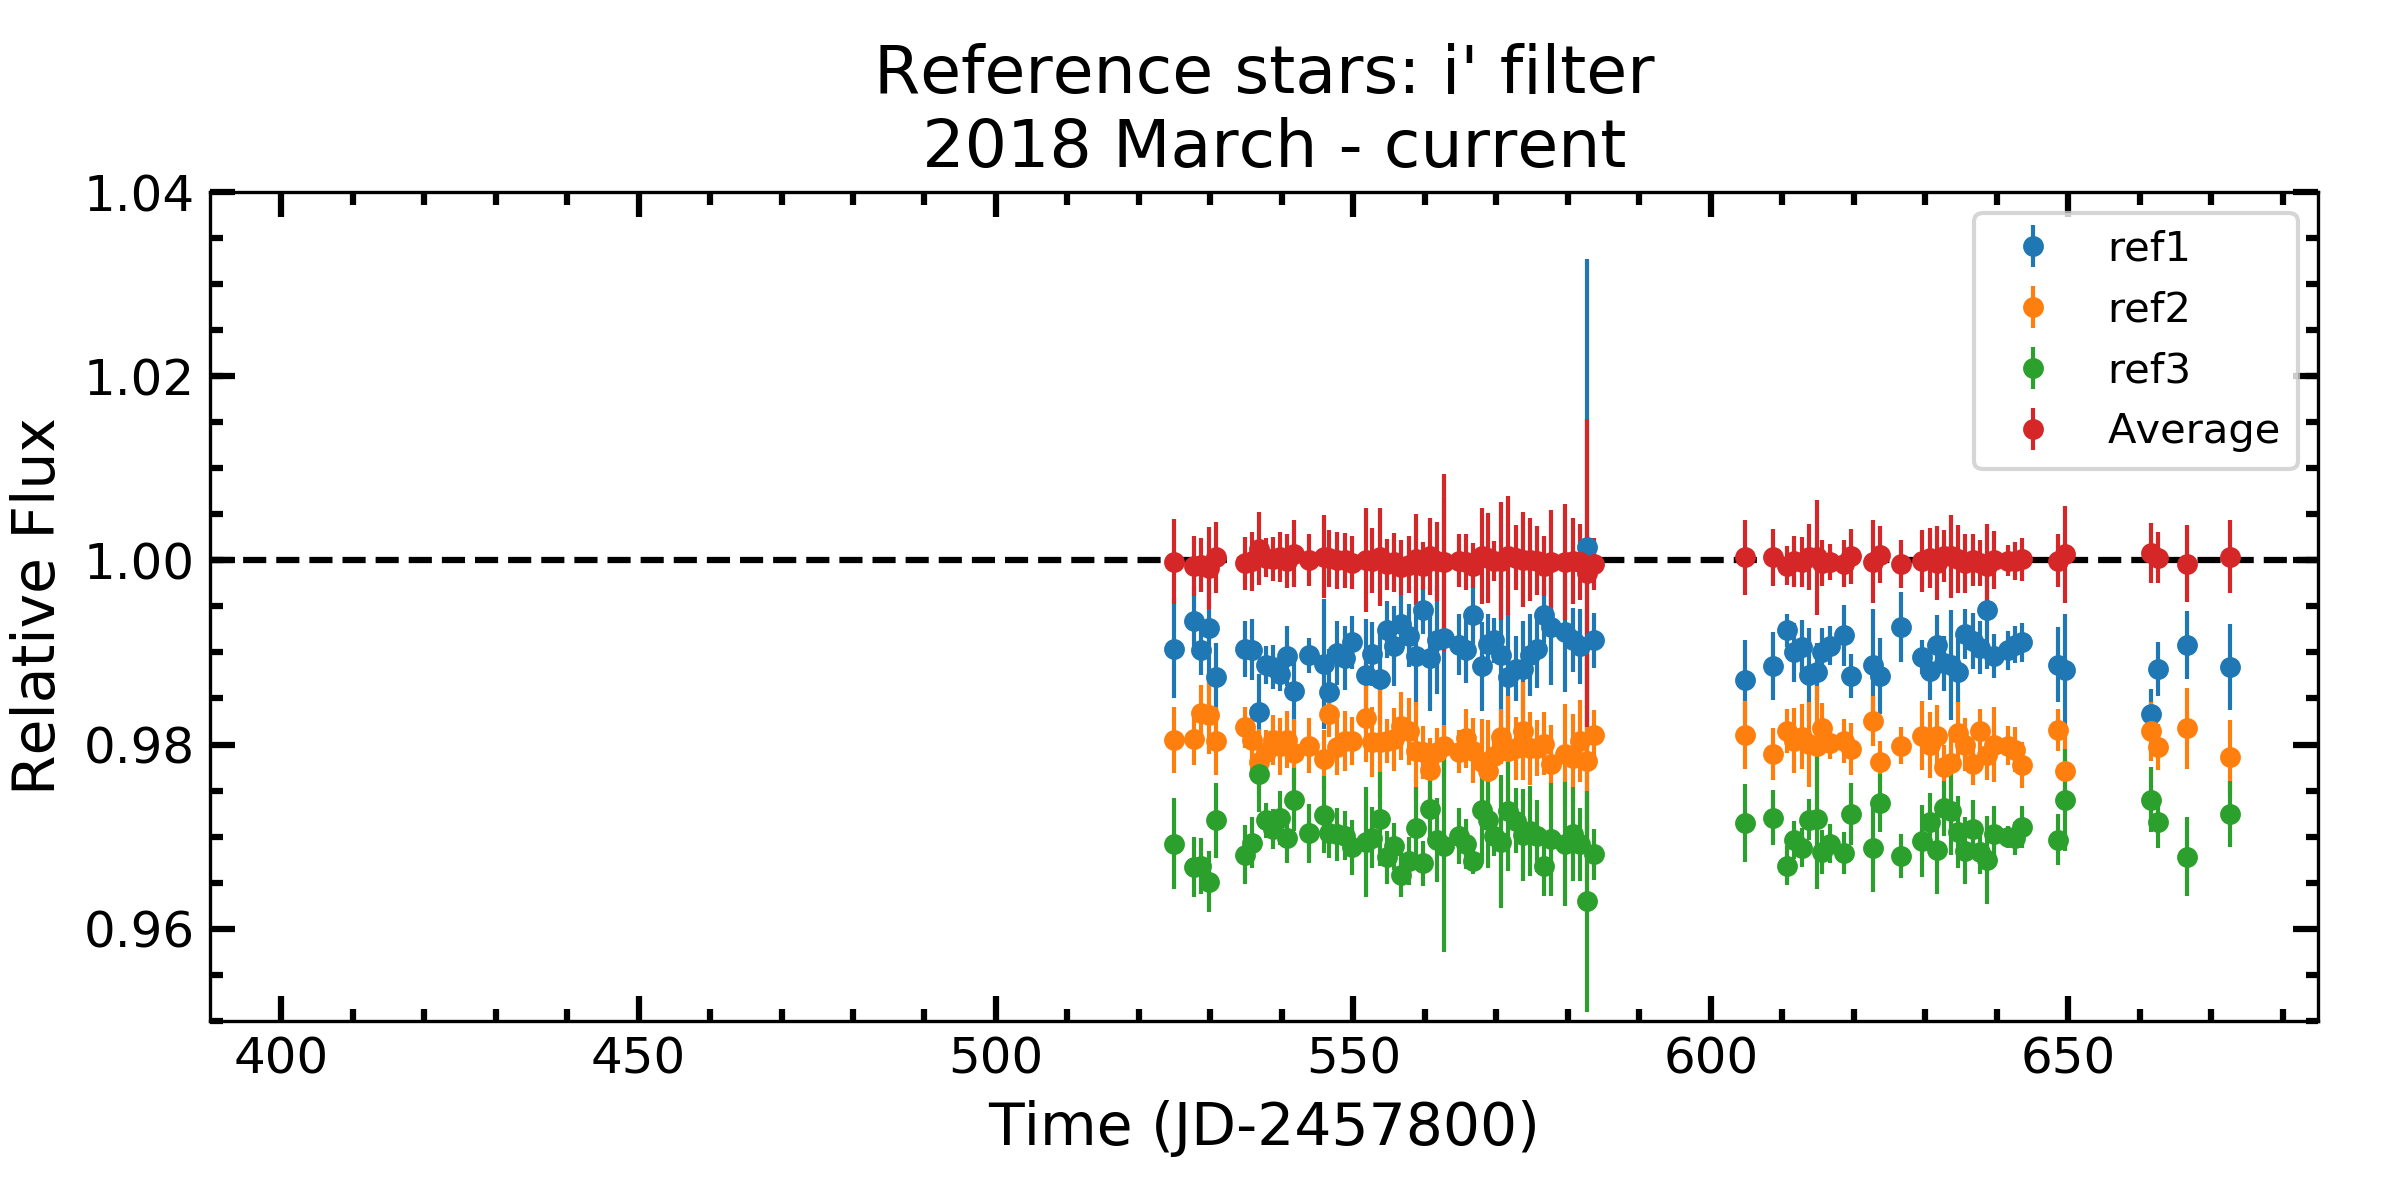 Reference stars: i' filter
2018 March - current
1.04
1.02
1.00
0.98
0.96
Relative Flux
ref1
ref2
ref3
Average
400 450 500 550 600 650
Time (JD-2457800)